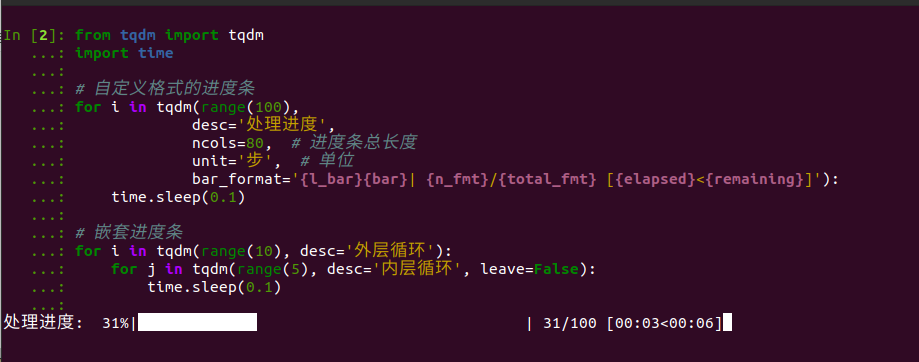 In [2]: from tqdm import tqdm
   ...: import time
   ...:
   ...: # 自定义格式的进度条
   ...: for i in tqdm(range(100),
   ...:              desc='处理进度',
   ...:              ncols=80,  # 进度条总长度
   ...:              unit='步',  # 单位
   ...:              bar_format='{l_bar}{bar}| {n_fmt}/{total_fmt} [{elapsed}<{remaining}]'):
   ...:     time.sleep(0.1)
   ...:
   ...: # 嵌套进度条
   ...: for i in tqdm(range(10), desc='外层循环'):
   ...:     for j in tqdm(range(5), desc='内层循环', leave=False):
   ...:         time.sleep(0.1)
   ...:
处理进度:  31%|                              | 31/100 [00:03<00:06]